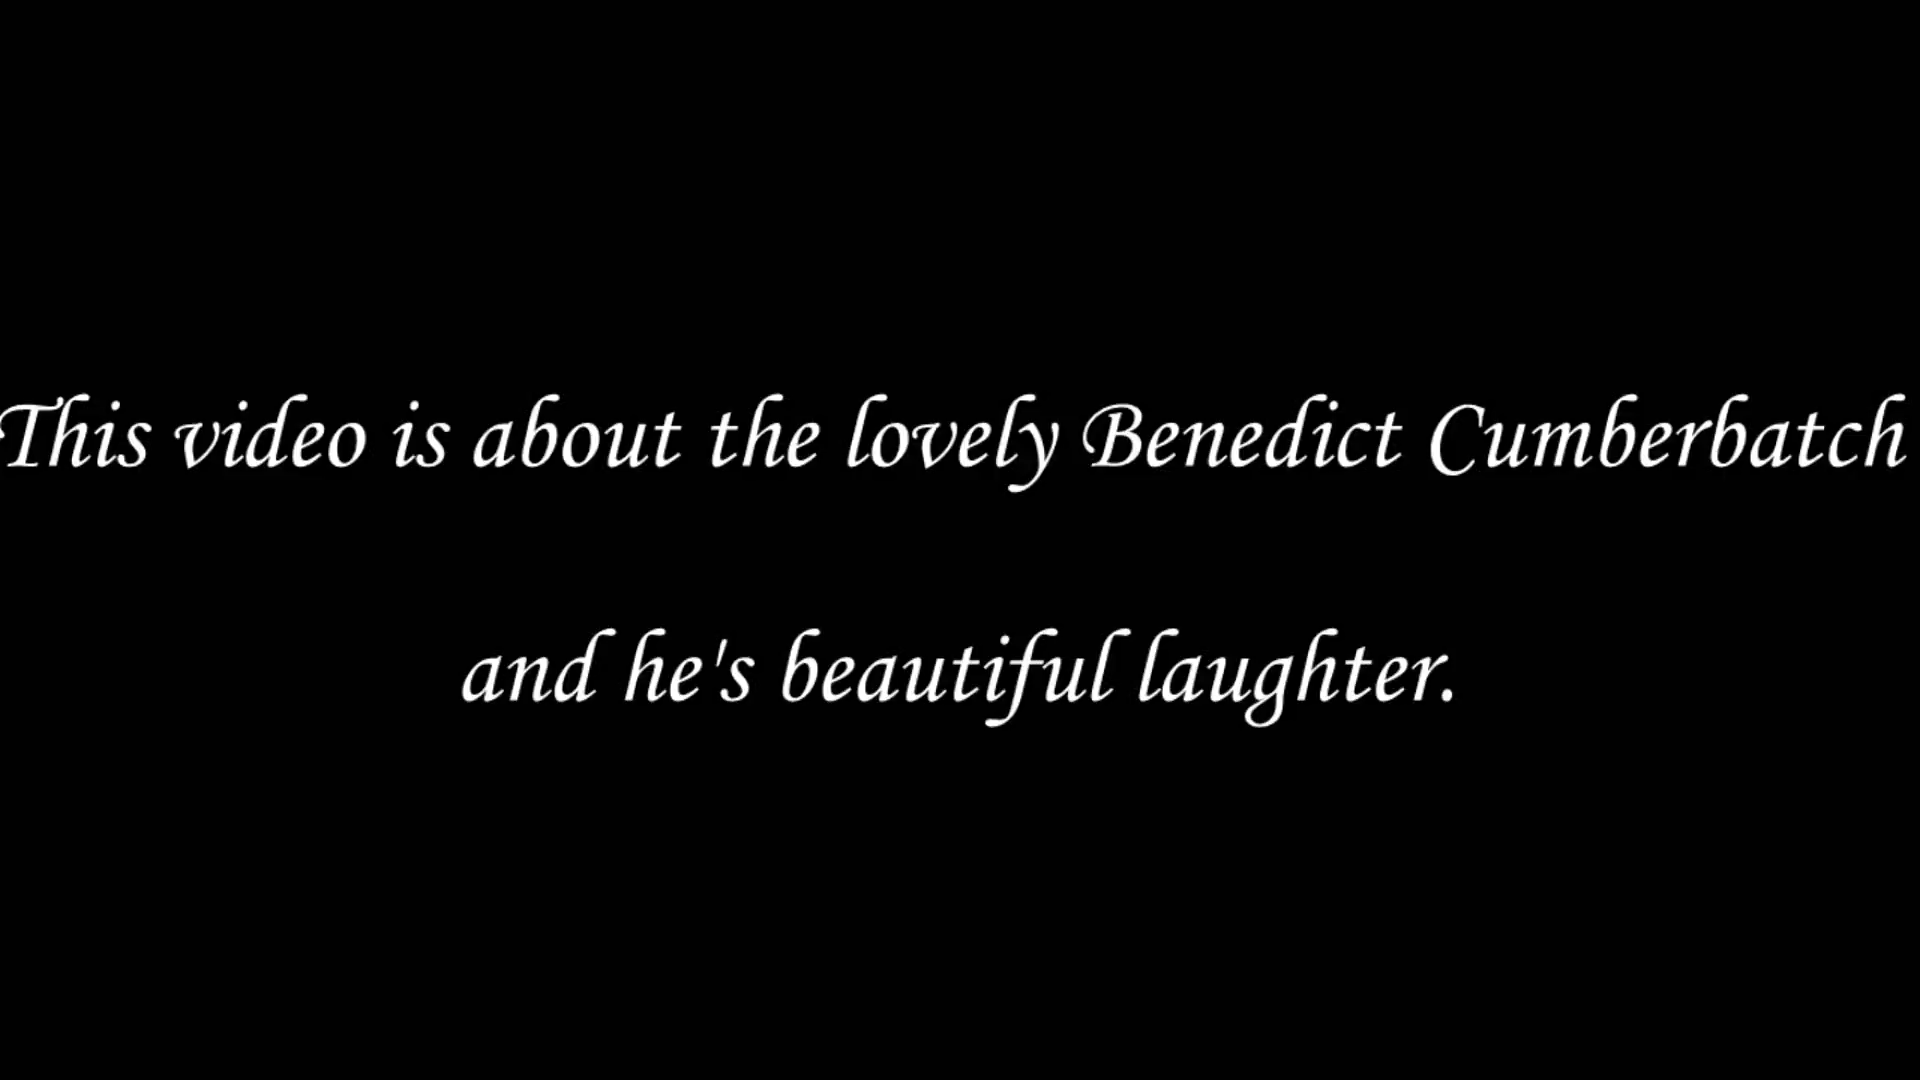 This video is about the lovely Benedict Cumberbatch
and he's beautiful laughter.